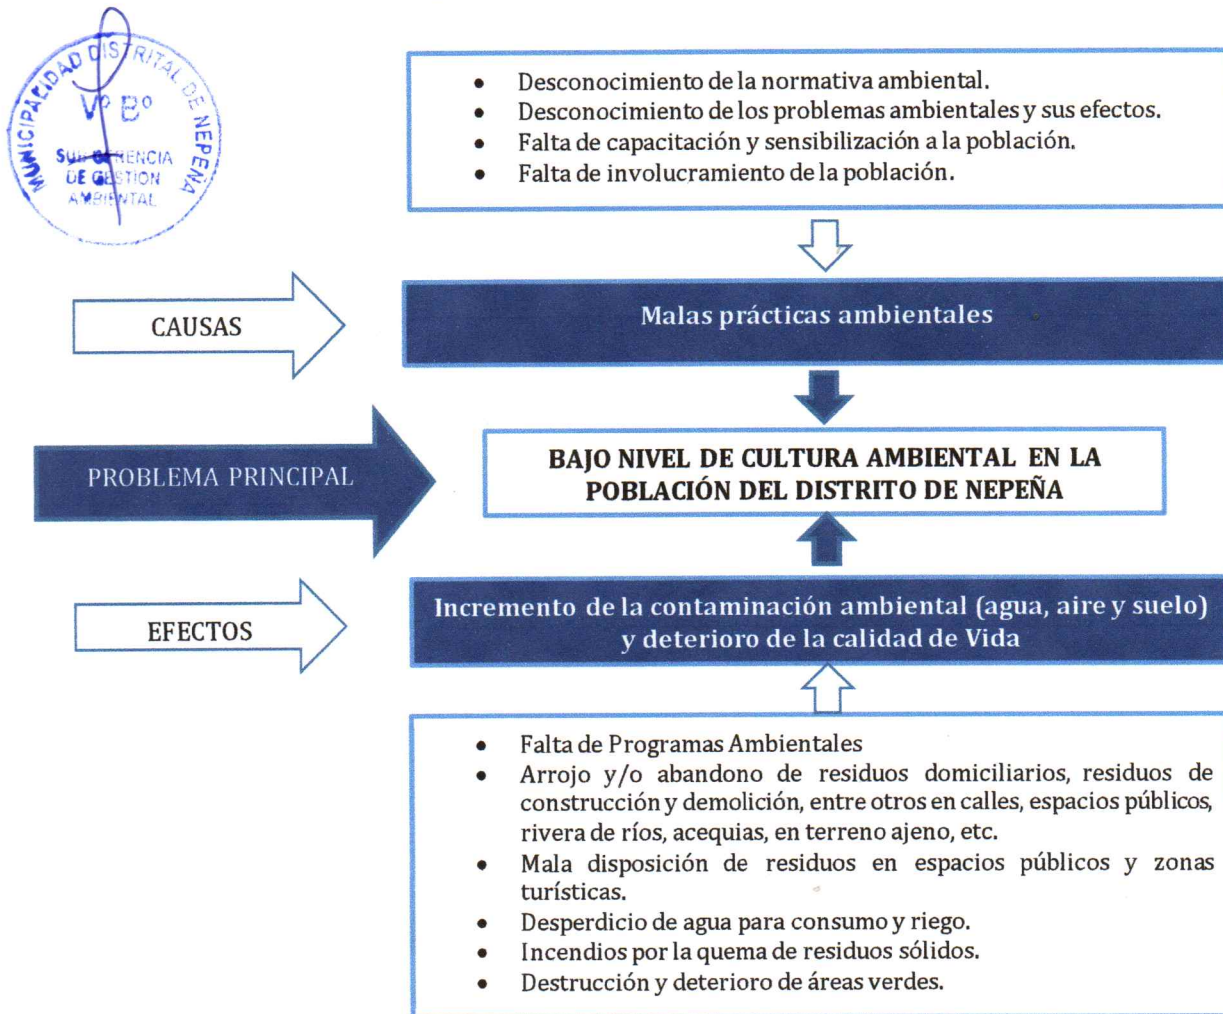 MUNICIPALIDAD DISTRITAL DE NEPEÑA
Vº Bº
SUB GERENCIA
DE GESTION
AMBIENTAL
• Desconocimiento de la normativa ambiental.
• Desconocimiento de los problemas ambientales y sus efectos.
• Falta de capacitación y sensibilización a la población.
• Falta de involucramiento de la población.
CAUSAS
Malas prácticas ambientales
PROBLEMA PRINCIPAL
BAJO NIVEL DE CULTURA AMBIENTAL EN LA
POBLACIÓN DEL DISTRITO DE NEPEÑA
EFECTOS
Incremento de la contaminación ambiental (agua, aire y suelo)
y deterioro de la calidad de Vida
• Falta de Programas Ambientales
• Arrojo y/o abandono de residuos domiciliarios, residuos de
construcción y demolición, entre otros en calles, espacios públicos,
rivera de ríos, acequias, en terreno ajeno, etc.
• Mala disposición de residuos en espacios públicos y zonas
turísticas.
• Desperdicio de agua para consumo y riego.
• Incendios por la quema de residuos sólidos.
• Destrucción y deterioro de áreas verdes.